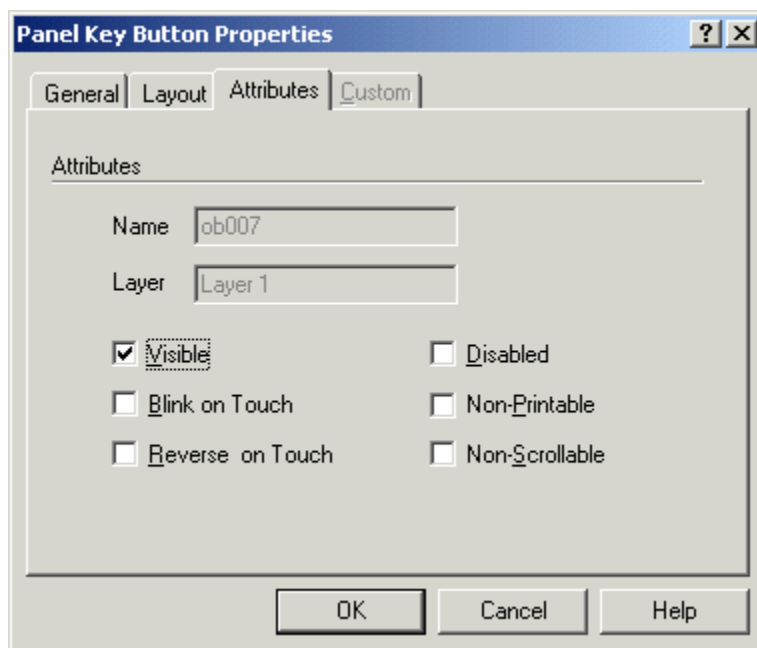 Panel Key Button Properties
General Layout Attributes Custom
Attributes
Name ob007
Layer Layer 1
Visible Disabled
Blink on Touch Non-Printable
Reverse on Touch Non-Scrollable
OK Cancel Help